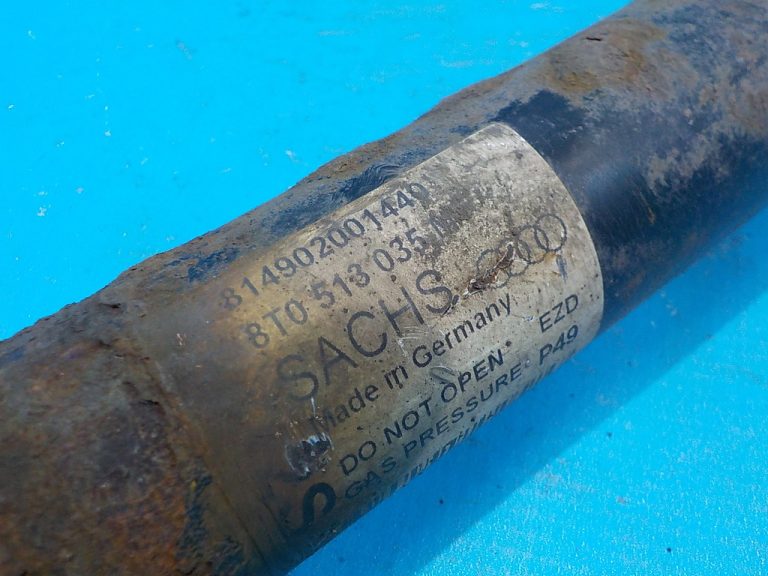 814902001440
8T0 513 035
SACHS
Made in Germany
EZD
DO NOT OPEN
P49
GAS PRESSURE